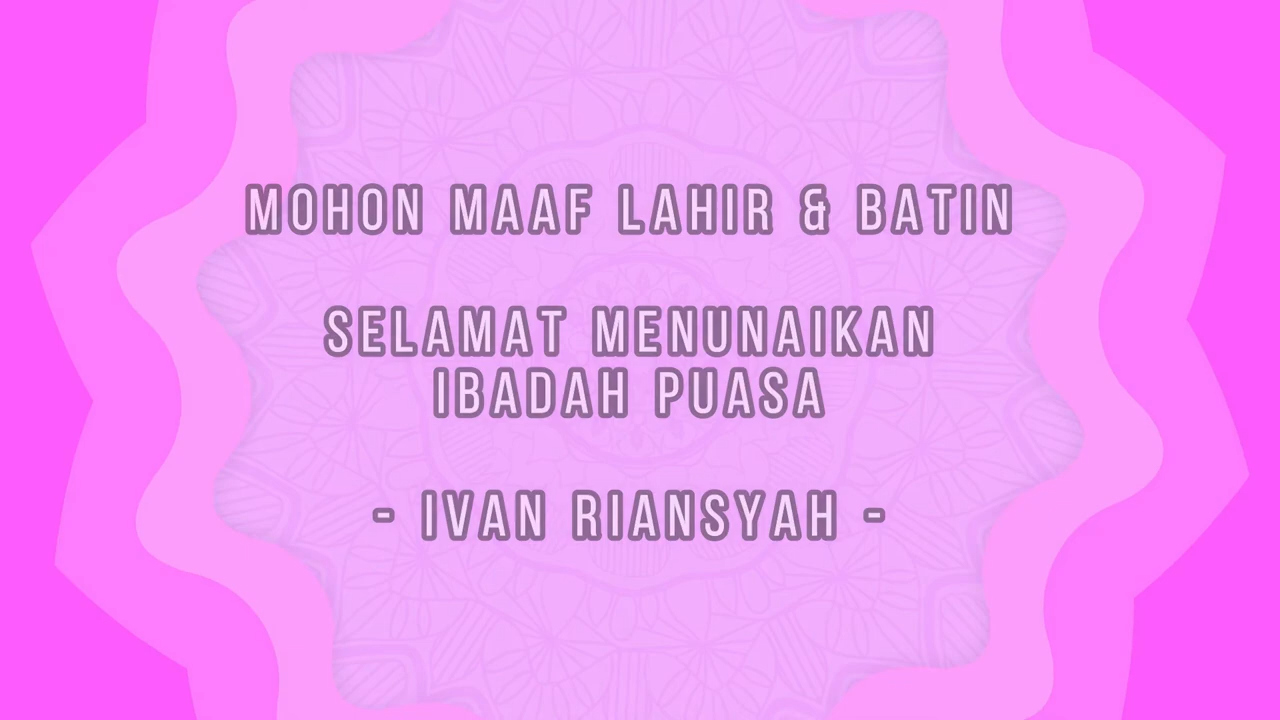 MOHON MAAF LAHIR & BATIN
SELAMAT MENUNAIKAN
IBADAH PUASA
- IVAN RIANSYAH -